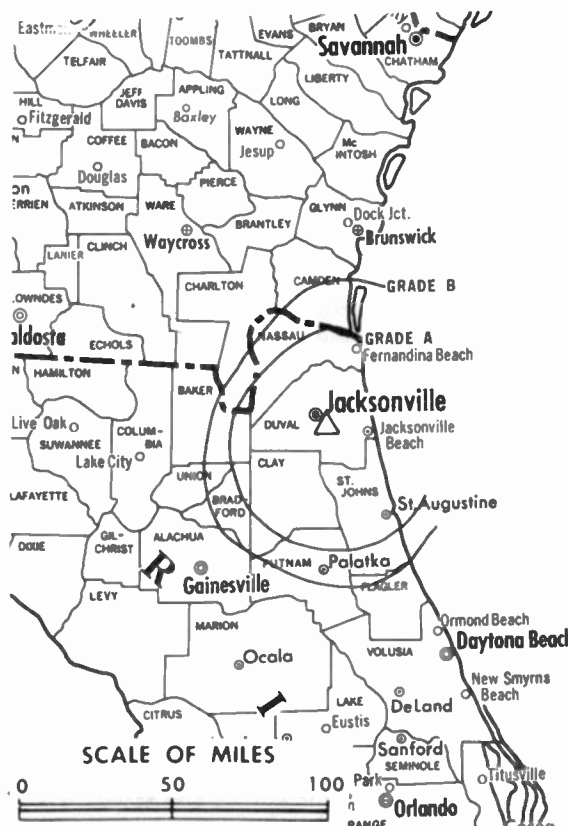 Eastman
WHEELER
TOOMBS
EVANS
BRYAN
Savannah
CHATHAM
TELFAIR
TATTNALL
LIBERTY
HILL
JEFF
DAVIS
APPLING
LONG
Fitzgerald
Baxley
WAYNE
Mc
INTOSH
COFFEE
BACON
Jesup
Douglas
PIERCE
ERRIEN
ATKINSON
WARE
GLYNN
Dock Jct.
BRANTLEY
Waycross
Brunswick
CLINCH
LANIER
CHARLTON
CAMDEN
GRADE B
LOWNDES
NASSAU
GRADE A
aldosta
ECHOLS
Fernandina Beach
HAMILTON
BAKER
Jacksonville
Live Oak
COLUM-
BIA
DUVAL
Jacksonville
Beach
SUWANNEE
Lake City
CLAY
UNION
ST.
JOHNS
LAFAYETTE
BRAD
FORD
St. Augustine
GIL-
CHRIST
ALACHUA
DIXIE
R
PUTNAM
Palatka
Gainesville
FLAGLER
LEVY
MARION
Ormond Beach
Daytona Beach
VOLUSIA
Ocala
New Smyrna
Beach
LAKE
DeLand
I
CITRUS
Eustis
SCALE OF MILES
Sanford
SEMINOLE
0 50 100
Park
Titusville
Orlando
RANGE